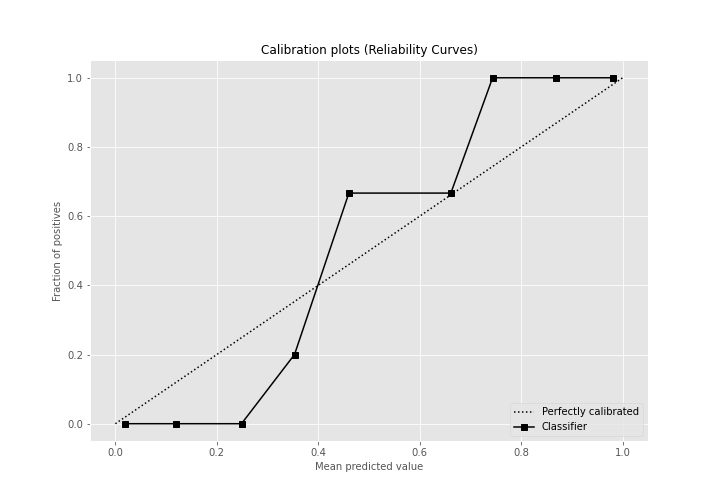 Calibration plots (Reliability Curves)
1.0
0.8
0.6
0.4
0.2
0.0
Fraction of positives
0.0 0.2 0.4 0.6 0.8 1.0
Mean predicted value
Perfectly calibrated
Classifier